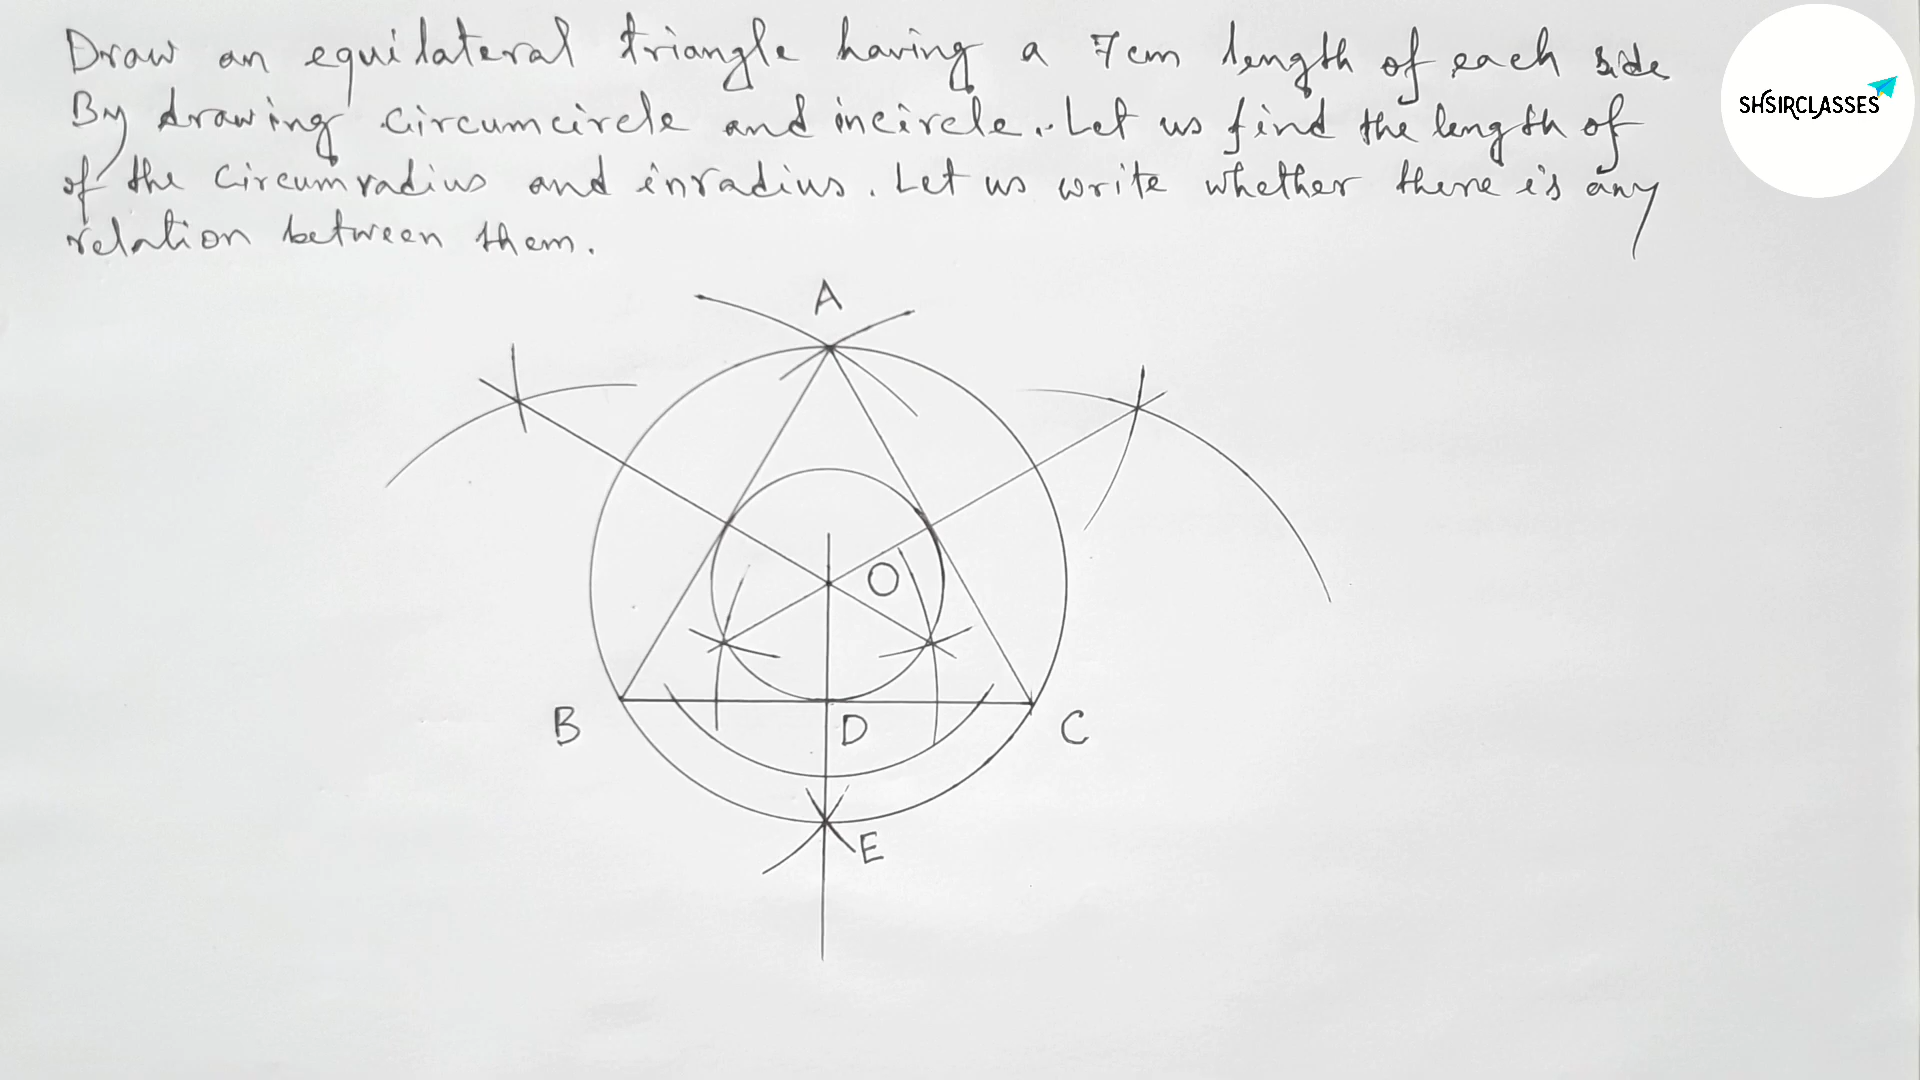 Draw an equilateral triangle having a 7cm length of each side
By drawing circumcircle and incircle. Let us find the length of
of the circumradius and inradius. Let us write whether there is any
relation between them.
SHSIRCLASSES
A
O
B
D
C
E